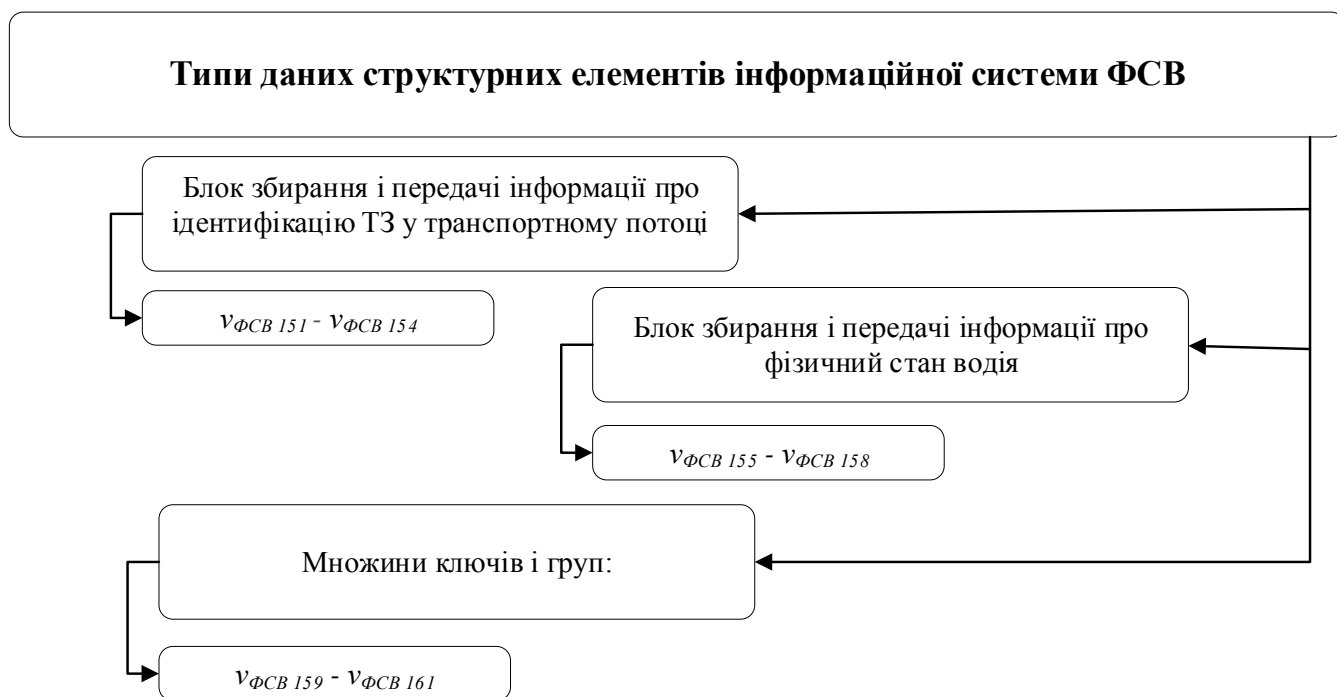 Типи даних структурних елементів інформаційної системи ФСВ
Блок збирання і передачі інформації про
ідентифікацію ТЗ у транспортному потоці
vФСВ 151 - vФСВ 154
Блок збирання і передачі інформації про
фізичний стан водія
vФСВ 155 - vФСВ 158
Множини ключів і груп:
vФСВ 159 - vФСВ 161